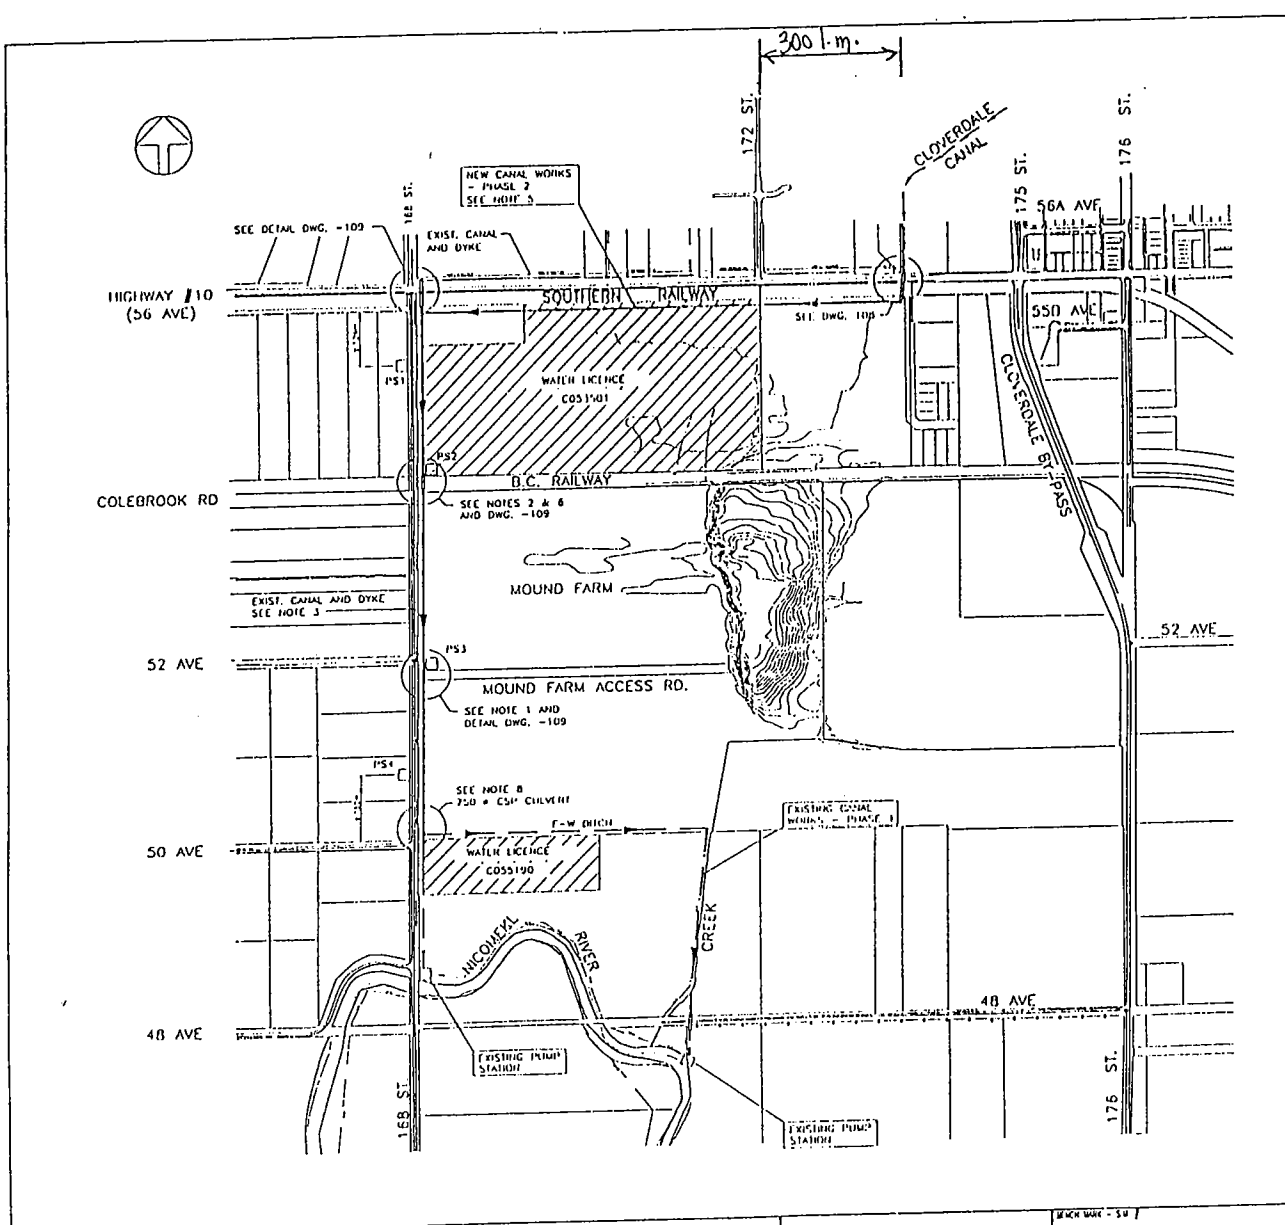 300 l.m.
172 ST.
CLOVERDALE
CANAL
175 ST.
176 ST.
168 ST.
NEW CANAL WORKS
- PHASE 2
SEE NOTE 5
56A AVE
SEE DETAIL DWG. -109
EXIST. CANAL
AND DYKE
HIGHWAY #10
(56 AVE)
SOUTHERN RAILWAY
SEE DWG. 108
55D AVE
PS1
WATER LICENCE
C053501
CLOVERDALE BY-PASS
PS2
B.C. RAILWAY
COLEBROOK RD
SEE NOTES 2 & 6
AND DWG. -109
MOUND FARM
EXIST. CANAL AND DYKE
SEE NOTE 3
52 AVE
52 AVE
PS3
MOUND FARM ACCESS RD.
SEE NOTE 1 AND
DETAIL DWG. -109
PS4
SEE NOTE 8
750 ø CSP CULVERT
EXISTING CANAL
WORKS - PHASE 1
E-W DITCH
50 AVE
WATER LICENCE
C055190
CREEK
NICOMEKL
RIVER
48 AVE
48 AVE
EXISTING PUMP
STATION
168 ST.
176 ST.
EXISTING PUMP
STATION